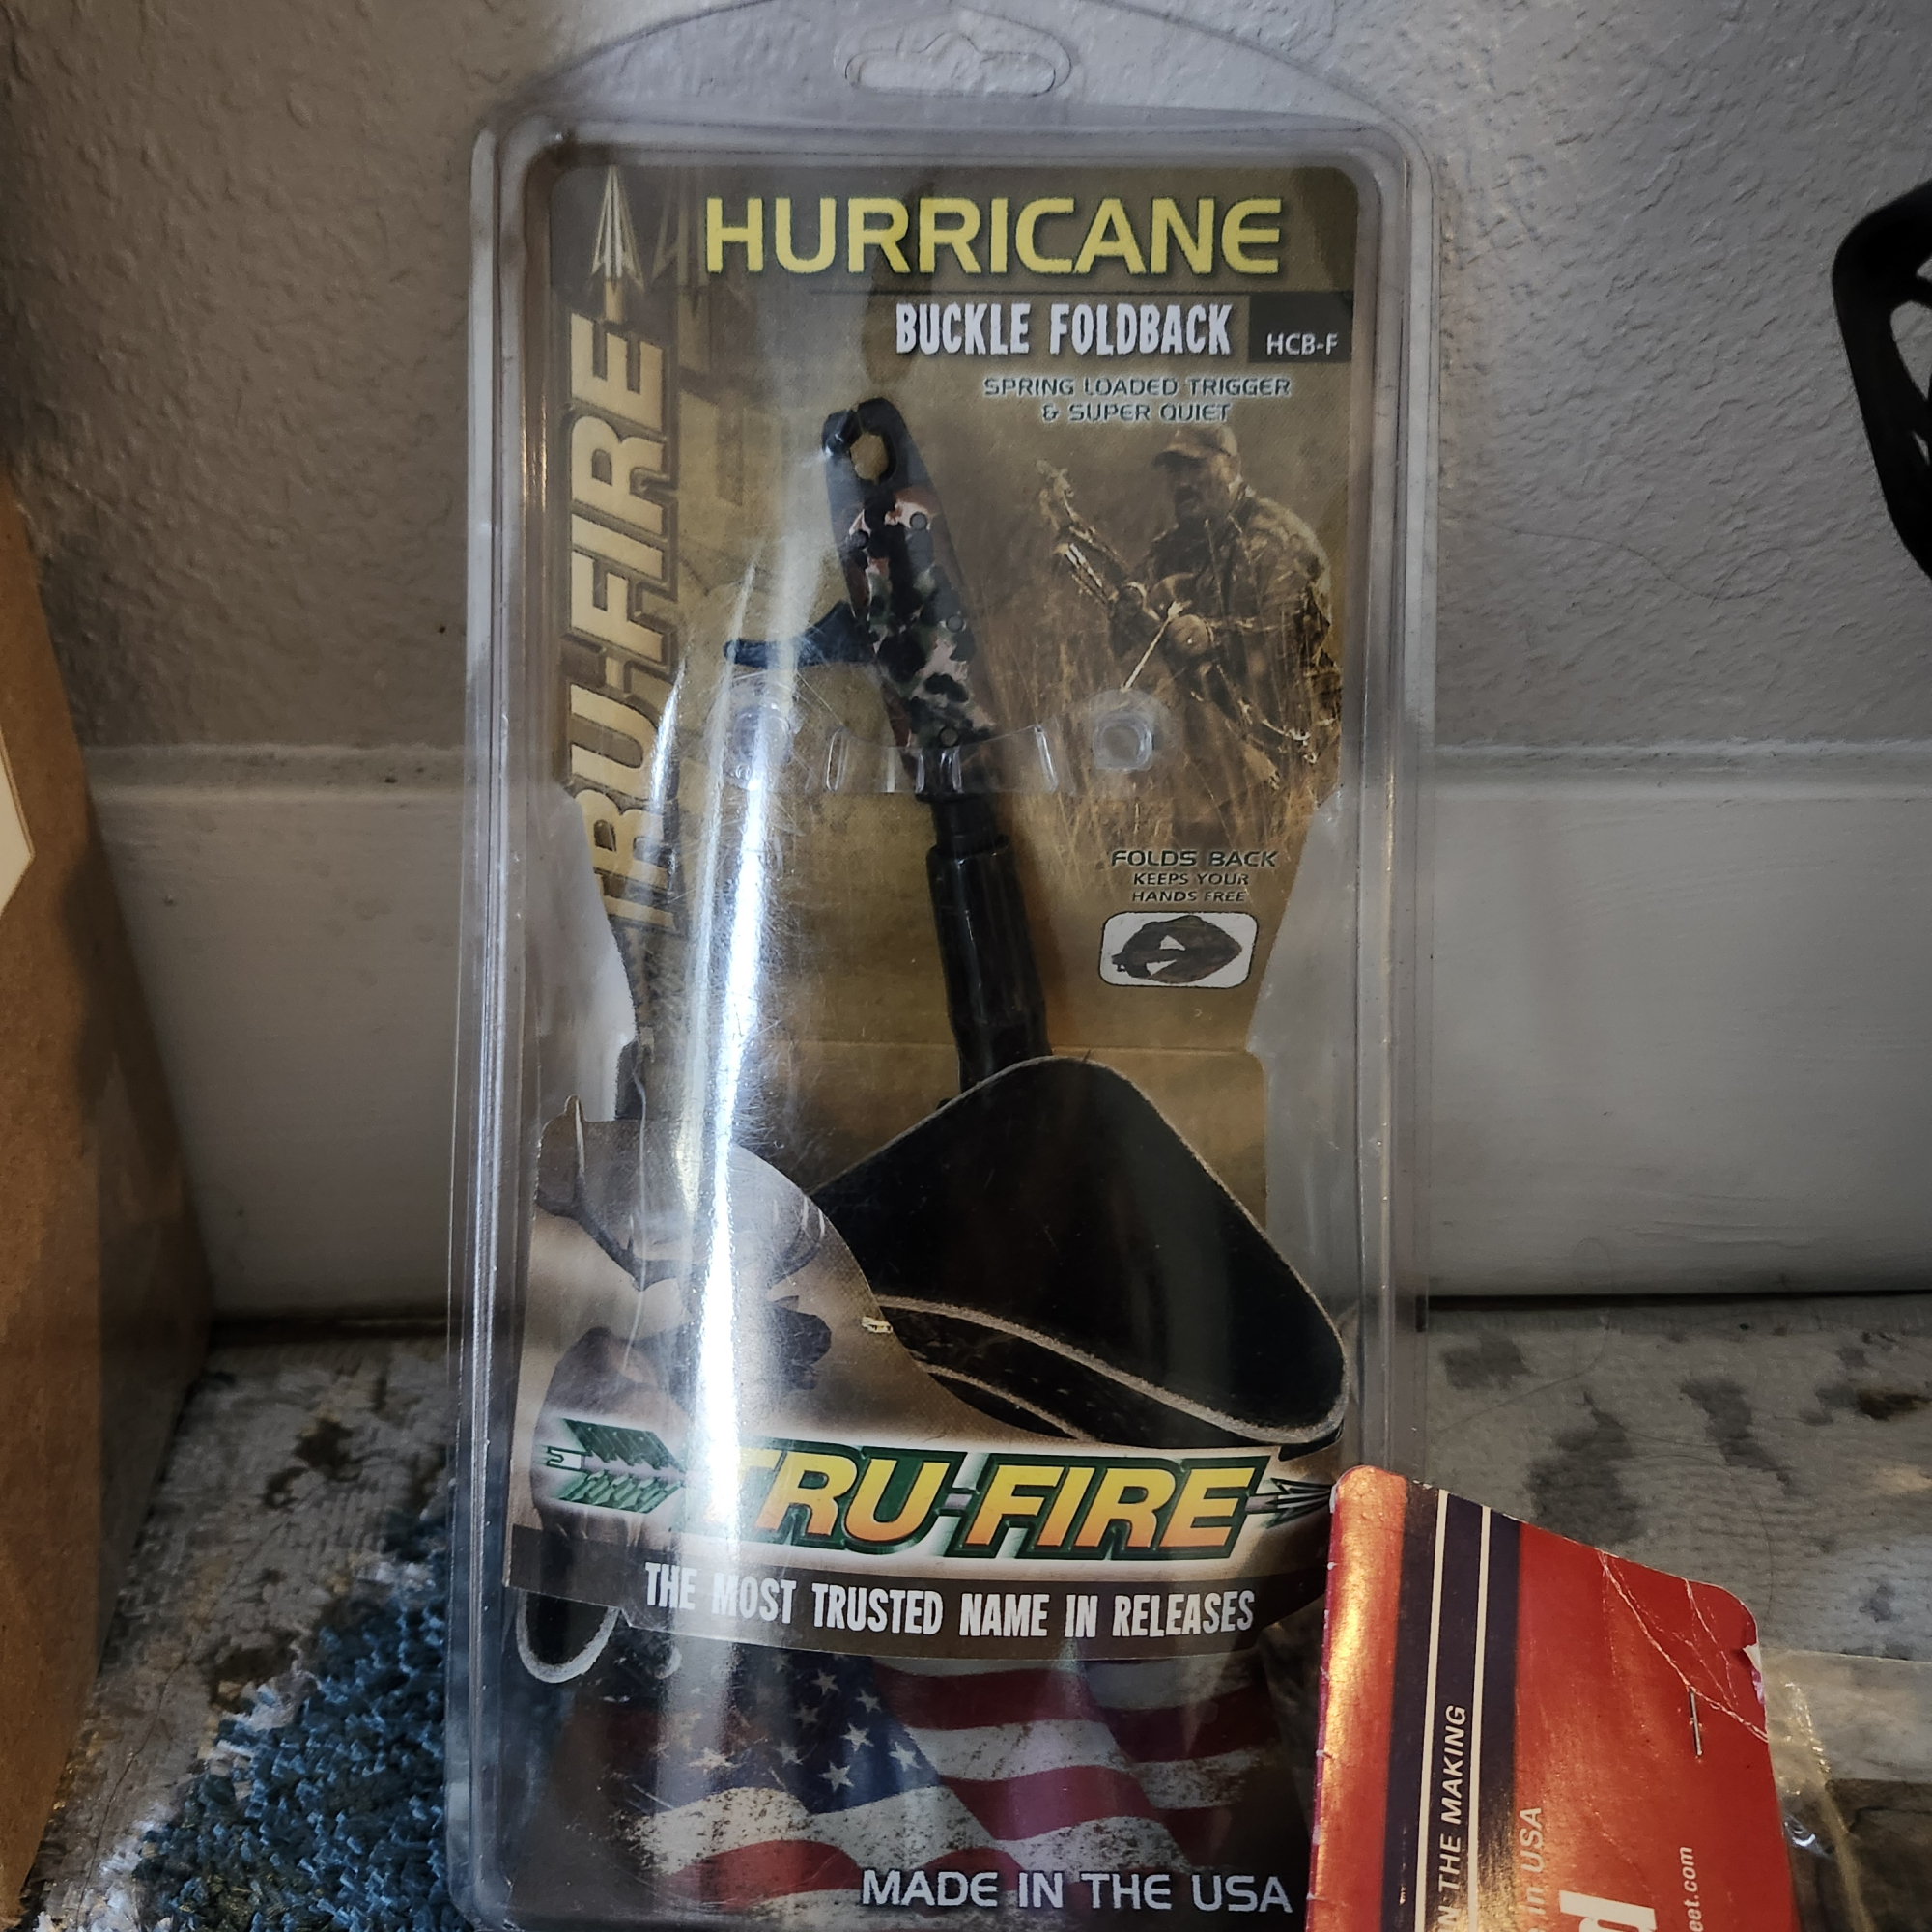 HURRICANE
BUCKLE FOLDBACK
HCB-F
SPRING LOADED TRIGGER
& SUPER QUIET
TRU-FIRE
FOLDS BACK
KEEPS YOUR
HANDS FREE
TRU-FIRE
THE MOST TRUSTED NAME IN RELEASES
MADE IN THE USA
IN THE MAKING
in USA
eet.com